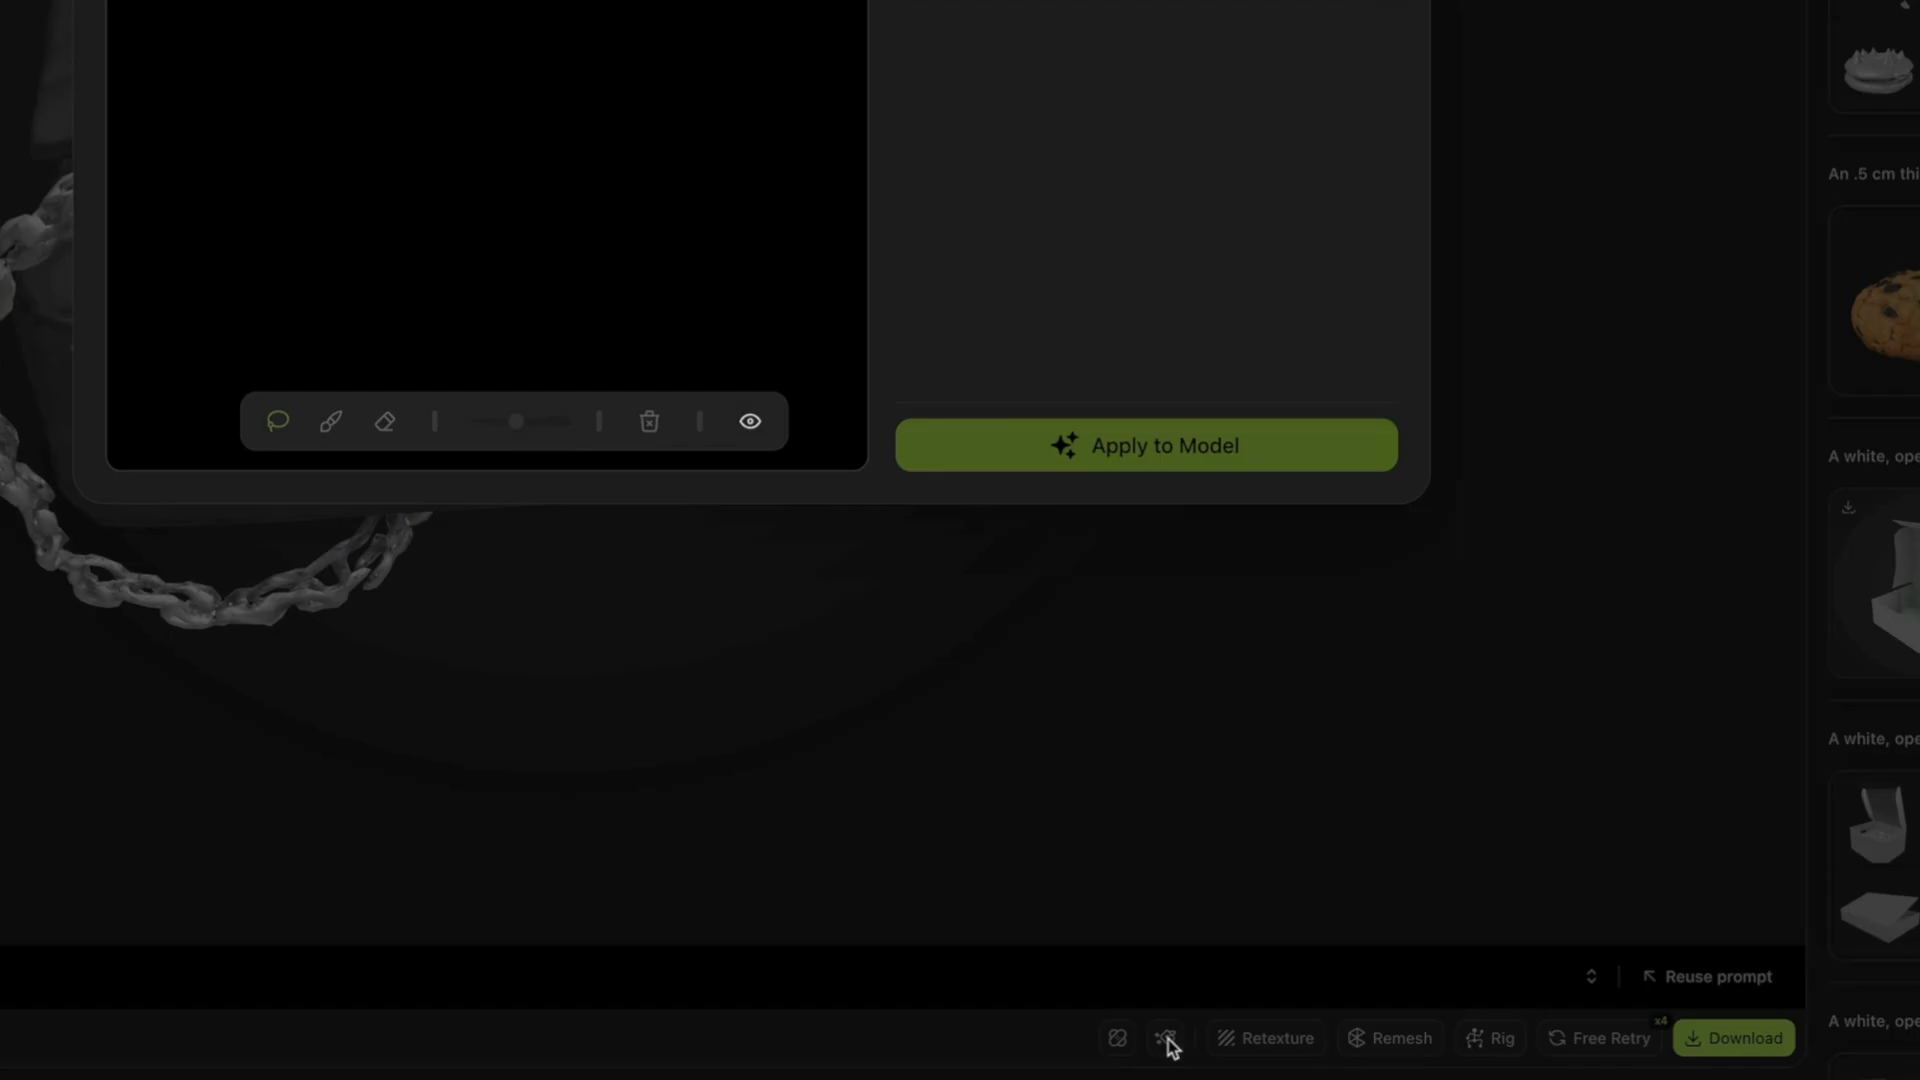 An .5 cm thi
Apply to Model
A white, ope
A white, ope
Reuse prompt
A white, ope
Retexture
Remesh
Rig
Free Retry
x4
Download